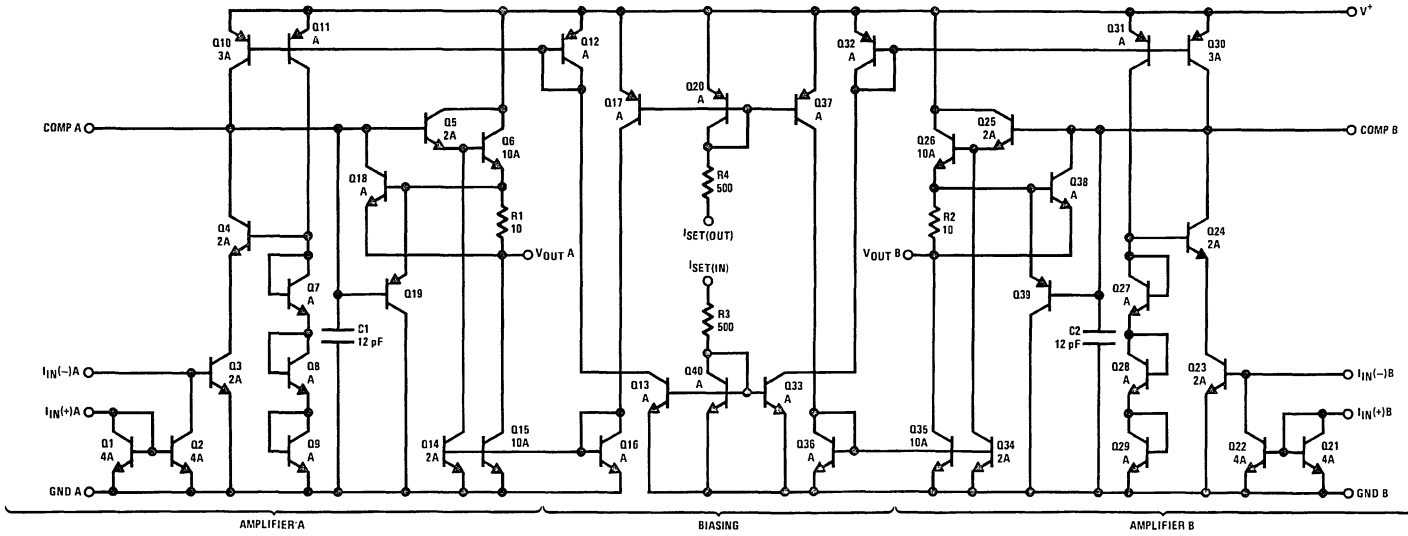 Q10
3A
Q11
A
Q12
A
Q32
A
Q31
A
Q30
3A
V+
COMP A
Q5
2A
Q6
10A
Q17
A
Q20
A
Q37
A
Q26
10A
Q25
2A
COMP B
Q18
A
R4
500
Q38
A
R1
10
R2
10
Q4
2A
Q24
2A
ISET(OUT)
VOUT A
VOUT B
ISET(IN)
Q7
A
Q19
R3
500
Q39
Q27
A
C1
12 pF
C2
12 pF
IIN(−)A
Q3
2A
Q8
A
Q13
A
Q40
A
Q33
A
Q28
A
Q23
2A
IIN(−)B
IIN(+)A
IIN(+)B
Q1
4A
Q2
4A
Q9
A
Q14
2A
Q15
10A
Q16
A
Q36
A
Q35
10A
Q34
2A
Q29
A
Q22
4A
Q21
4A
GND A
GND B
AMPLIFIER A
BIASING
AMPLIFIER B